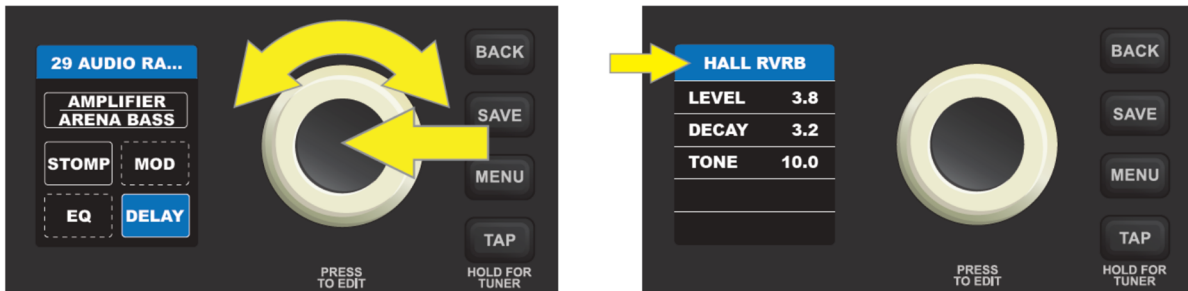 29 AUDIO RA...
AMPLIFIER
ARENA BASS
STOMP
MOD
EQ
DELAY
PRESS
TO EDIT
BACK
SAVE
MENU
TAP
HOLD FOR
TUNER
HALL RVRB
LEVEL 3.8
DECAY 3.2
TONE 10.0
PRESS
TO EDIT
BACK
SAVE
MENU
TAP
HOLD FOR
TUNER